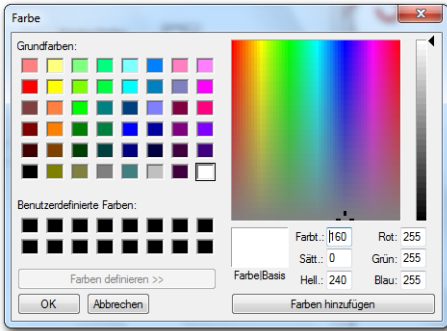 Farbe
Grundfarben:
Benutzerdefinierte Farben:
Farben definieren >>
OK Abbrechen
Farbe|Basis
Farbt.: 160 Rot: 255
Sätt.: 0 Grün: 255
Hell.: 240 Blau: 255
Farben hinzufügen